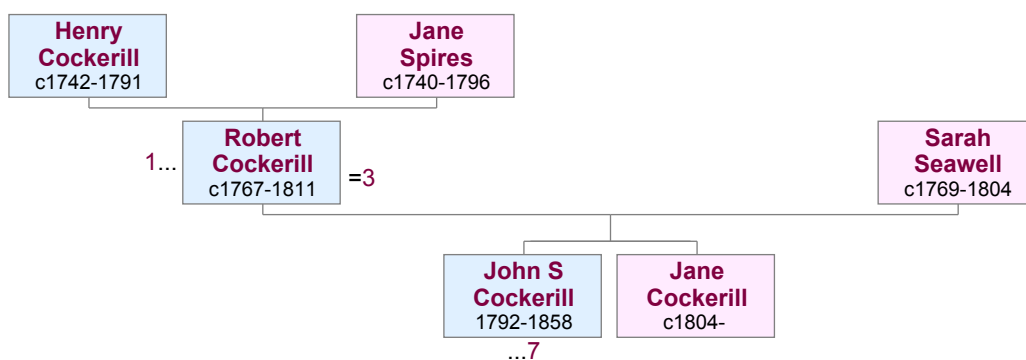 Henry
Cockerill
c1742-1791
Jane
Spires
c1740-1796
1...
Robert
Cockerill
c1767-1811
=3
Sarah
Seawell
c1769-1804
John S
Cockerill
1792-1858
...7
Jane
Cockerill
c1804-